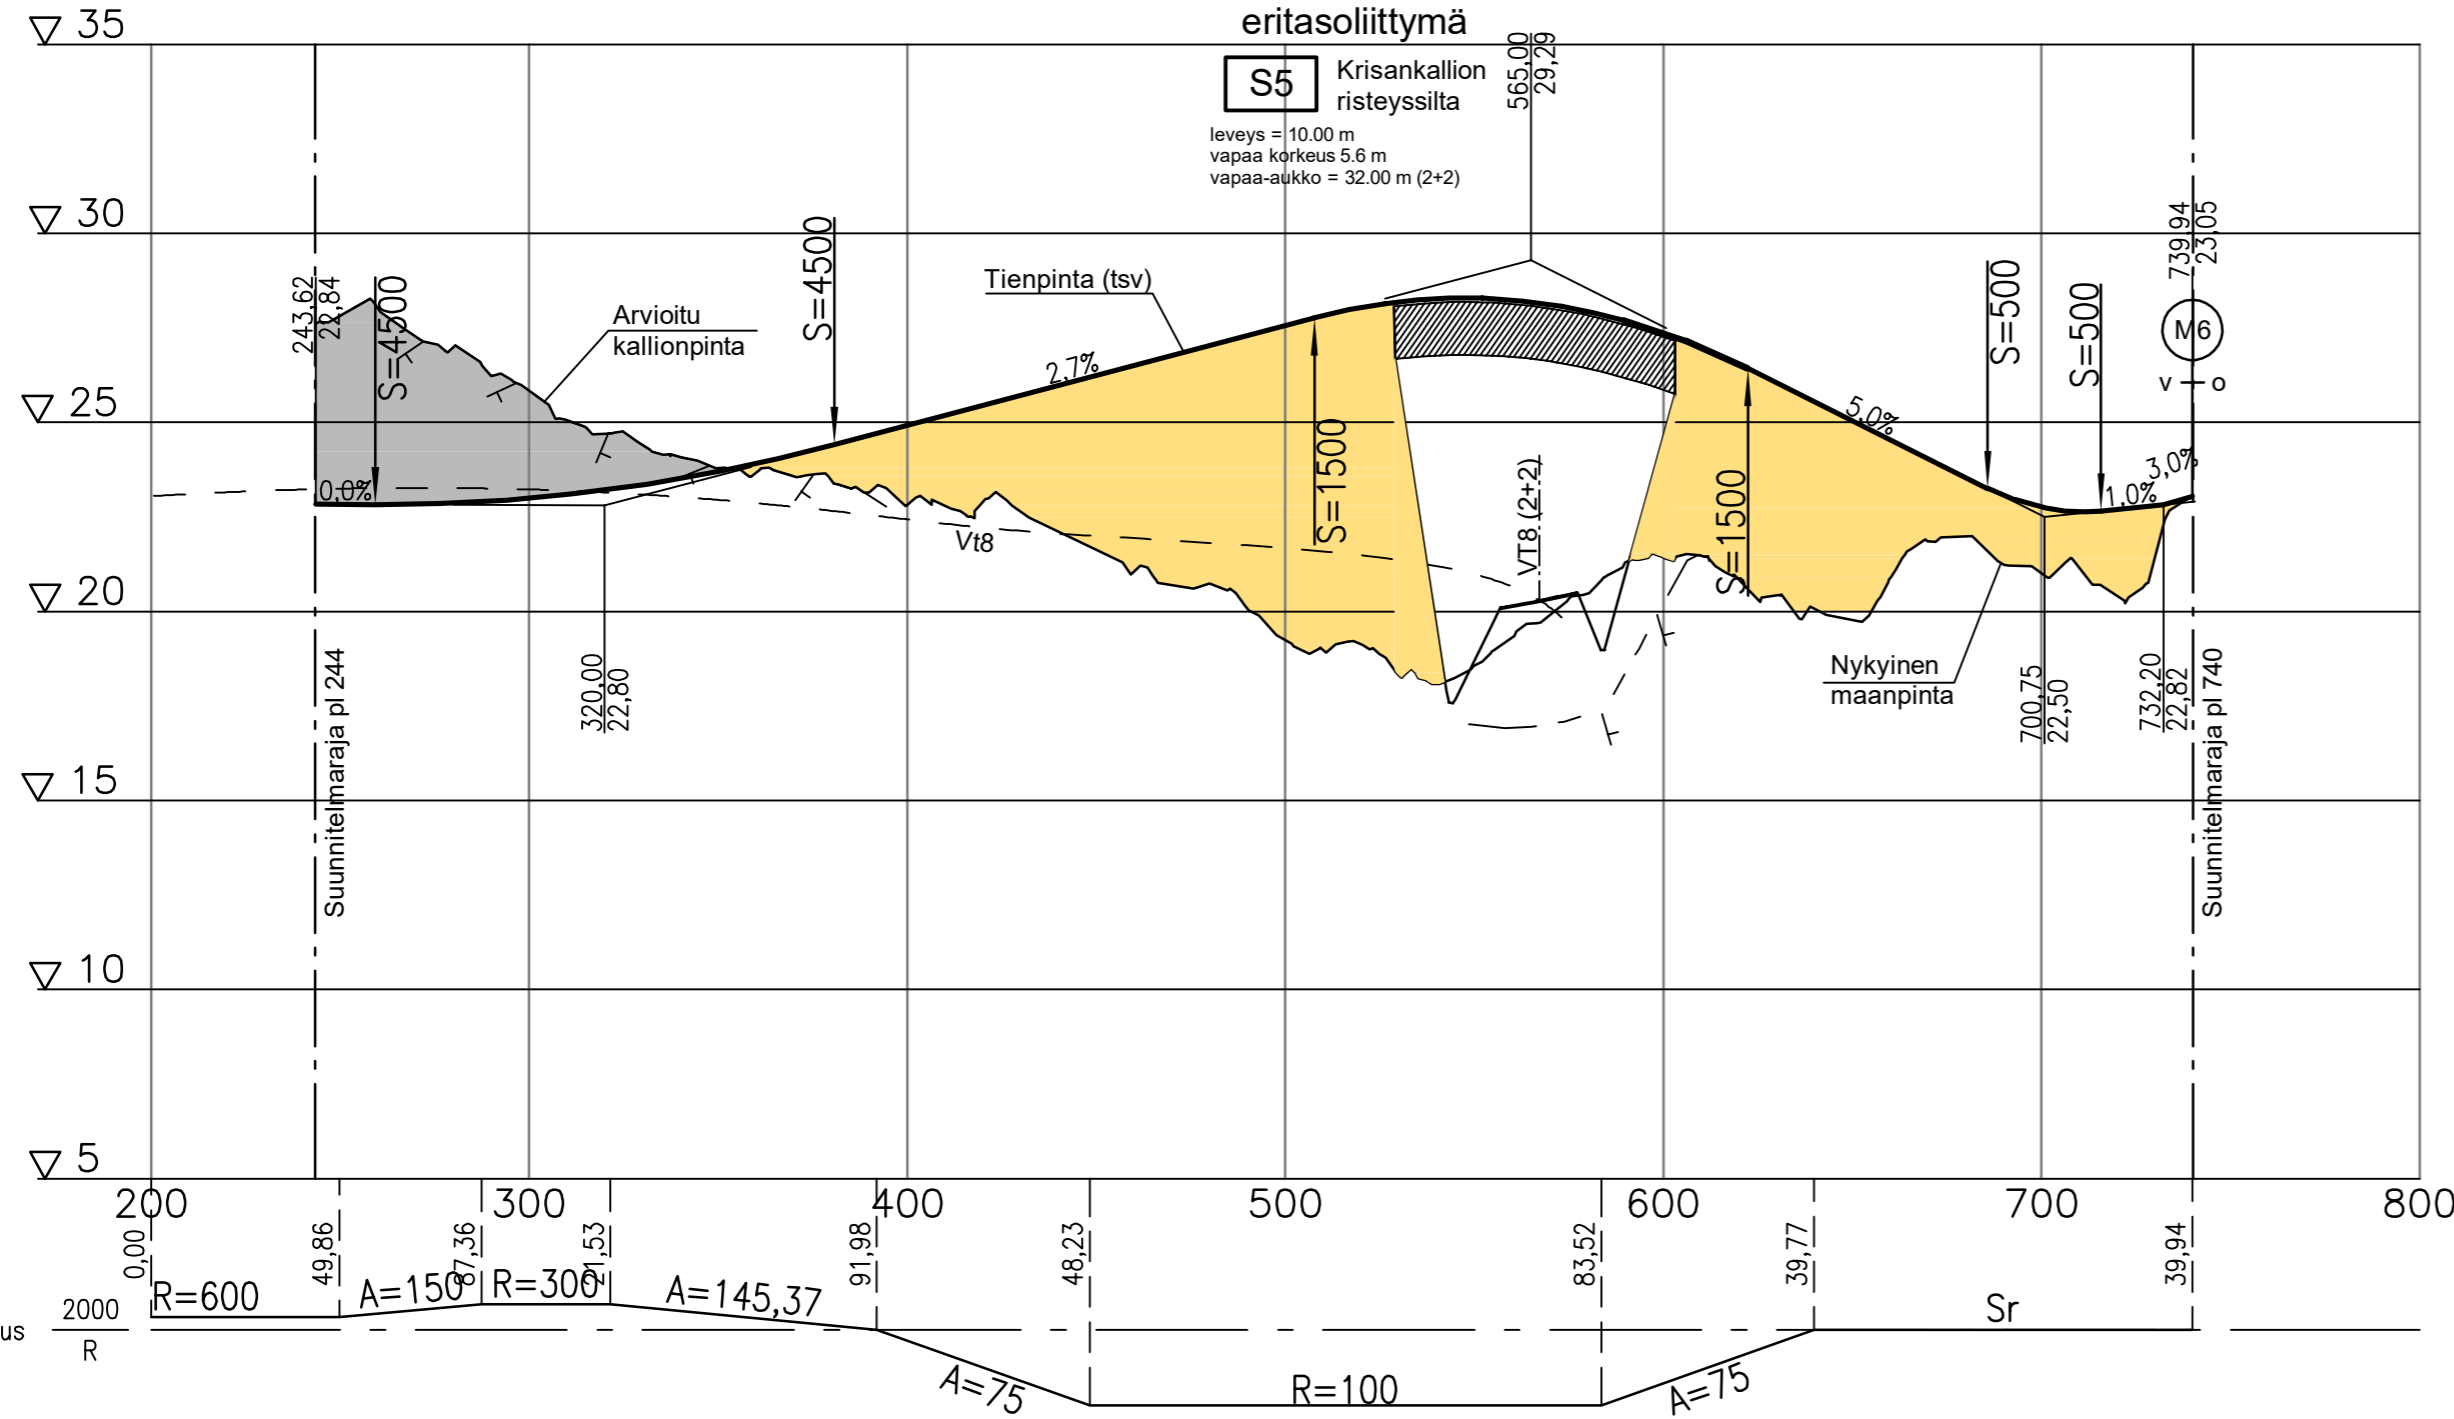 eritasoliittymä
35
S5
Krisankallion
risteyssilta
leveys = 10.00 m
vapaa korkeus 5.6 m
vapaa-aukko = 32.00 m (2+2)
565,00
29,29
30
243,62
22,84
S=4500
S=4500
Arvioitu
kallionpinta
Tienpinta (tsv)
2,7%
S=500
S=500
739,94
23,05
M6
v
o
25
0,0%
Vt8
S=1500
VT8 (2+2)
S=1500
5,0%
1,0%
3,0%
20
Suunnitelmaraja pl 244
320,00
22,80
Nykyinen
maanpinta
700,75
22,50
732,20
22,82
Suunnitelmaraja pl 740
15
10
5
200
300
400
500
600
700
800
0,00
49,86
87,36
21,53
91,98
48,23
83,52
39,77
39,94
R=600
A=150
R=300
A=145,37
A=75
R=100
A=75
Sr
us
2000
R